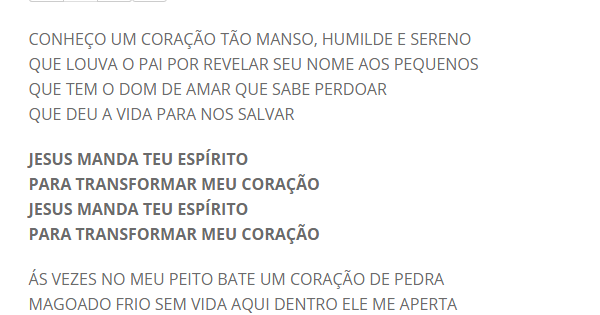 CONHEÇO UM CORAÇÃO TÃO MANSO, HUMILDE E SERENO
QUE LOUVA O PAI POR REVELAR SEU NOME AOS PEQUENOS
QUE TEM O DOM DE AMAR QUE SABE PERDOAR
QUE DEU A VIDA PARA NOS SALVAR
JESUS MANDA TEU ESPÍRITO
PARA TRANSFORMAR MEU CORAÇÃO
JESUS MANDA TEU ESPÍRITO
PARA TRANSFORMAR MEU CORAÇÃO
ÁS VEZES NO MEU PEITO BATE UM CORAÇÃO DE PEDRA
MAGOADO FRIO SEM VIDA AQUI DENTRO ELE ME APERTA